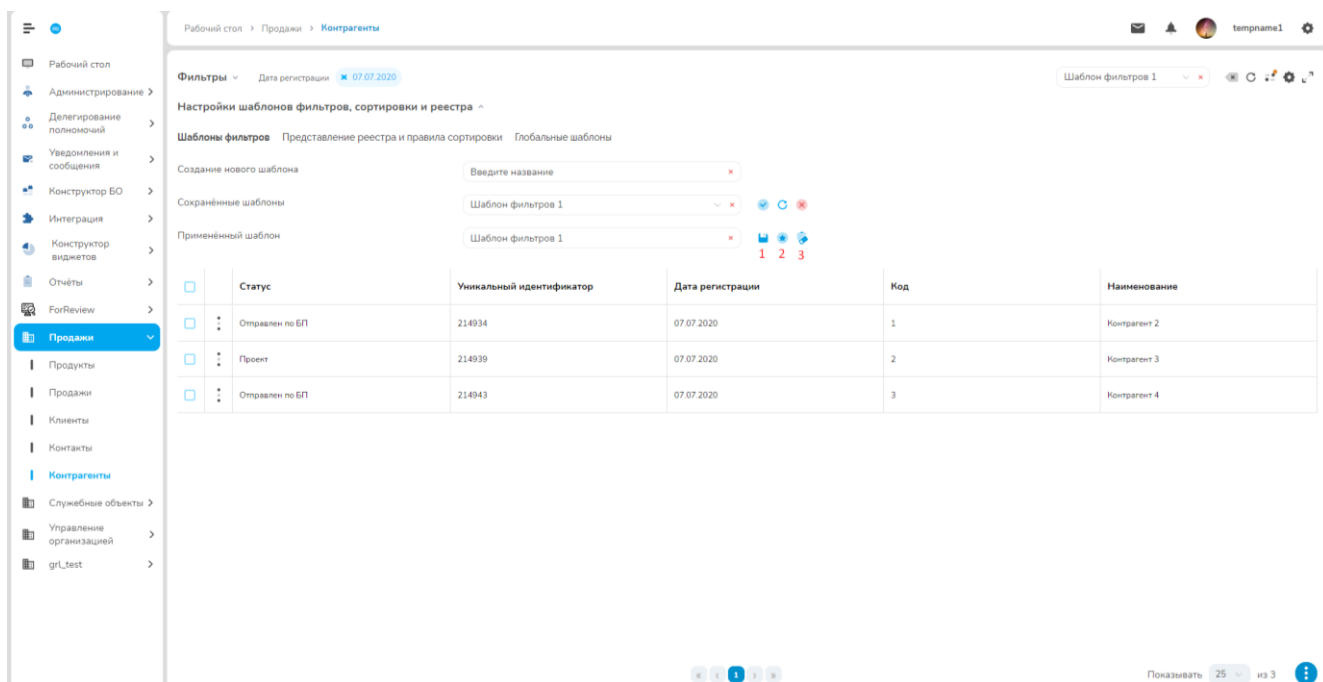 Рабочий стол > Продажи > Контрагенты
tempname1
Рабочий стол
Администрирование
Делегирование
полномочий
Уведомления и
сообщения
Конструктор БО
Интеграция
Конструктор
виджетов
Отчёты
ForReview
Продажи
Продукты
Продажи
Клиенты
Контакты
Контрагенты
Служебные объекты
Управление
организацией
grl_test
Фильтры Дата регистрации × 07.07.2020
Шаблон фильтров 1
Настройки шаблонов фильтров, сортировки и реестра
Шаблоны фильтров Представление реестра и правила сортировки Глобальные шаблоны
Создание нового шаблона Введите название
Сохранённые шаблоны Шаблон фильтров 1
Применённый шаблон Шаблон фильтров 1
1 2 3
Статус Уникальный идентификатор Дата регистрации Код Наименование
Отправлен по БП 214934 07.07.2020 1 Контрагент 2
Проект 214939 07.07.2020 2 Контрагент 3
Отправлен по БП 214943 07.07.2020 3 Контрагент 4
« ‹ 1 › »
Показывать 25 из 3